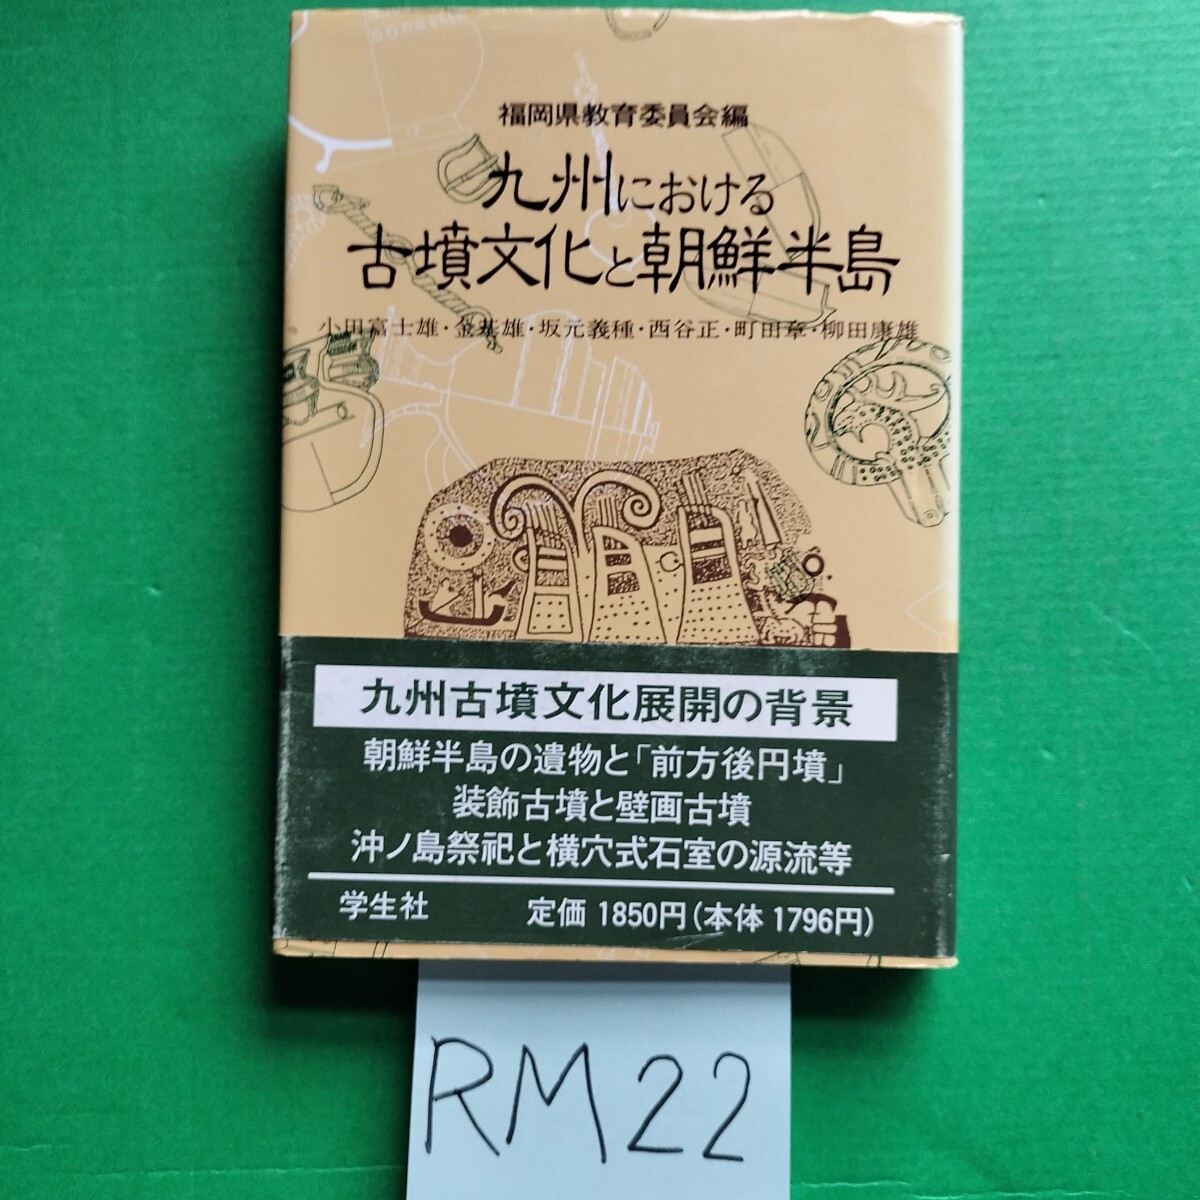 福岡県教育委員会編
九州における
古墳文化と朝鮮半島
小田富士雄・金基雄・坂元義種・西谷正・町田章・柳田康雄
九州古墳文化展開の背景
朝鮮半島の遺物と「前方後円墳」
装飾古墳と壁画古墳
沖ノ島祭祀と横穴式石室の源流等
学生社 定価 1850円(本体 1796円)
RM22